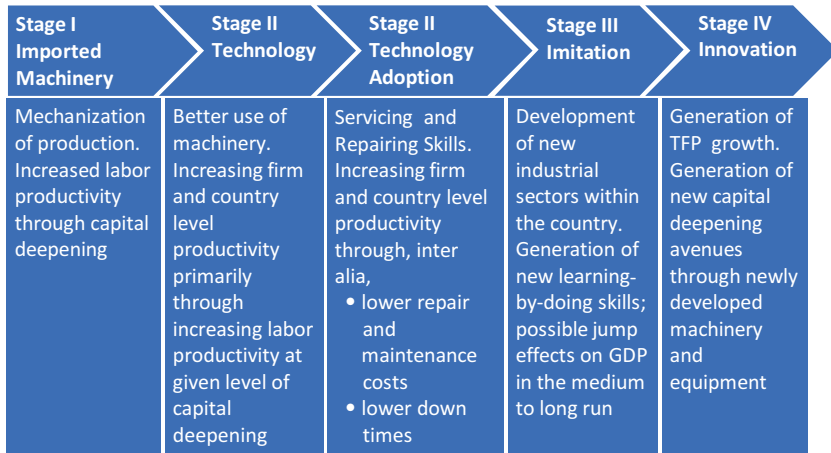 Stage I
Imported
Machinery
Stage II
Technology
Stage II
Technology
Adoption
Stage III
Imitation
Stage IV
Innovation
Mechanization
of production.
Increased labor
productivity
through capital
deepening
Better use of
machinery.
Increasing firm
and country
level
productivity
primarily
through
increasing labor
productivity at
given level of
capital
deepening
Servicing and
Repairing Skills.
Increasing firm
and country level
productivity
through, inter
alia,
• lower repair
and
maintenance
costs
• lower down
times
Development
of new
industrial
sectors within
the country.
Generation of
new learning-
by-doing skills;
possible jump
effects on GDP
in the medium
to long run
Generation of
TFP growth.
Generation of
new capital
deepening
avenues
through newly
developed
machinery
and
equipment